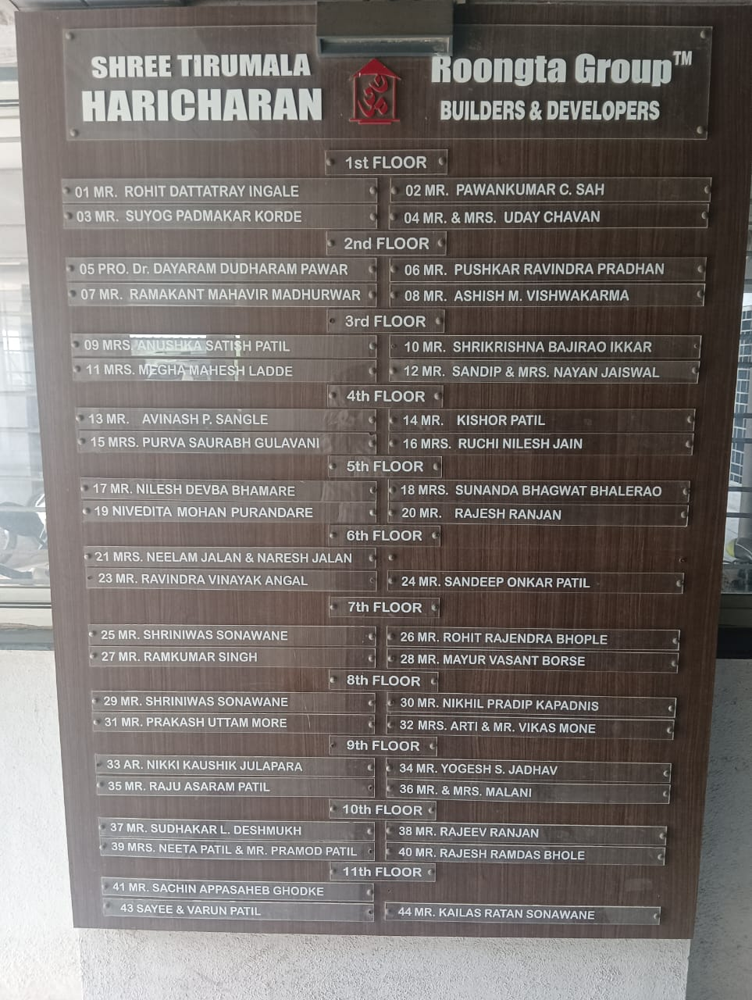 SHREE TIRUMALA
HARICHARAN
Roongta Group™
BUILDERS & DEVELOPERS
1st FLOOR
01 MR. ROHIT DATTATRAY INGALE
02 MR. PAWANKUMAR C. SAH
03 MR. SUYOG PADMAKAR KORDE
04 MR. & MRS. UDAY CHAVAN
2nd FLOOR
05 PRO. Dr. DAYARAM DUDHARAM PAWAR
06 MR. PUSHKAR RAVINDRA PRADHAN
07 MR. RAMAKANT MAHAVIR MADHURWAR
08 MR. ASHISH M. VISHWAKARMA
3rd FLOOR
09 MRS. ANUSHKA SATISH PATIL
10 MR. SHRIKRISHNA BAJIRAO IKKAR
11 MRS. MEGHA MAHESH LADDE
12 MR. SANDIP & MRS. NAYAN JAISWAL
4th FLOOR
13 MR. AVINASH P. SANGLE
14 MR. KISHOR PATIL
15 MRS. PURVA SAURABH GULAVANI
16 MRS. RUCHI NILESH JAIN
5th FLOOR
17 MR. NILESH DEVBA BHAMARE
18 MRS. SUNANDA BHAGWAT BHALERAO
19 NIVEDITA MOHAN PURANDARE
20 MR. RAJESH RANJAN
6th FLOOR
21 MRS. NEELAM JALAN & NARESH JALAN
23 MR. RAVINDRA VINAYAK ANGAL
24 MR. SANDEEP ONKAR PATIL
7th FLOOR
25 MR. SHRINIWAS SONAWANE
26 MR. ROHIT RAJENDRA BHOPLE
27 MR. RAMKUMAR SINGH
28 MR. MAYUR VASANT BORSE
8th FLOOR
29 MR. SHRINIWAS SONAWANE
30 MR. NIKHIL PRADIP KAPADNIS
31 MR. PRAKASH UTTAM MORE
32 MRS. ARTI & MR. VIKAS MONE
9th FLOOR
33 AR. NIKKI KAUSHIK JULAPARA
34 MR. YOGESH S. JADHAV
35 MR. RAJU ASARAM PATIL
36 MR. & MRS. MALANI
10th FLOOR
37 MR. SUDHAKAR L. DESHMUKH
38 MR. RAJEEV RANJAN
39 MRS. NEETA PATIL & MR. PRAMOD PATIL
40 MR. RAJESH RAMDAS BHOLE
11th FLOOR
41 MR. SACHIN APPASAHEB GHODKE
43 SAYEE & VARUN PATIL
44 MR. KAILAS RATAN SONAWANE